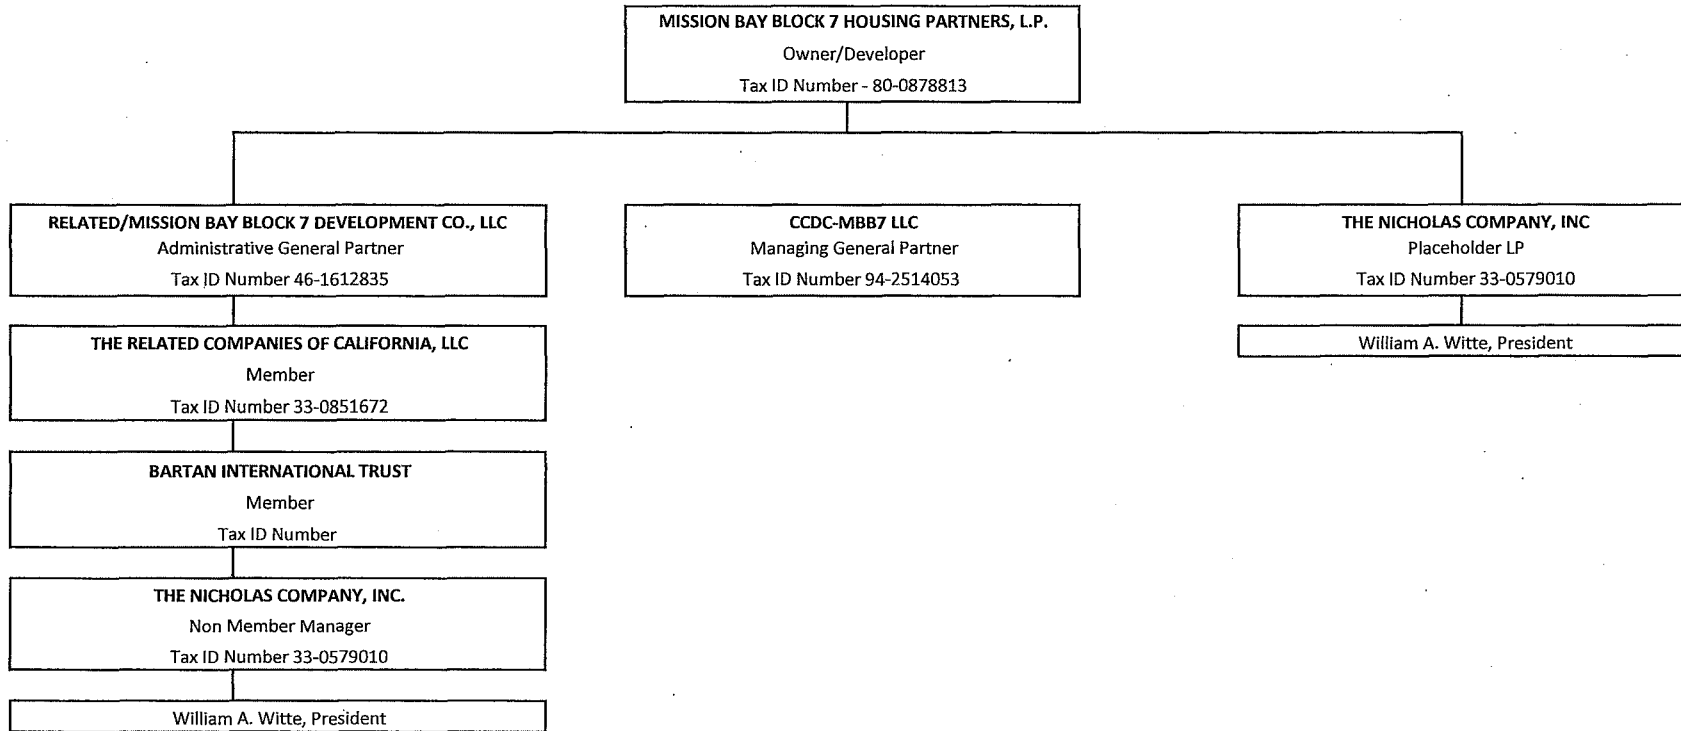 MISSION BAY BLOCK 7 HOUSING PARTNERS, L.P.
Owner/Developer
Tax ID Number - 80-0878813
RELATED/MISSION BAY BLOCK 7 DEVELOPMENT CO., LLC
Administrative General Partner
Tax ID Number 46-1612835
CCDC-MBB7 LLC
Managing General Partner
Tax ID Number 94-2514053
THE NICHOLAS COMPANY, INC
Placeholder LP
Tax ID Number 33-0579010
William A. Witte, President
THE RELATED COMPANIES OF CALIFORNIA, LLC
Member
Tax ID Number 33-0851672
BARTAN INTERNATIONAL TRUST
Member
Tax ID Number
THE NICHOLAS COMPANY, INC.
Non Member Manager
Tax ID Number 33-0579010
William A. Witte, President